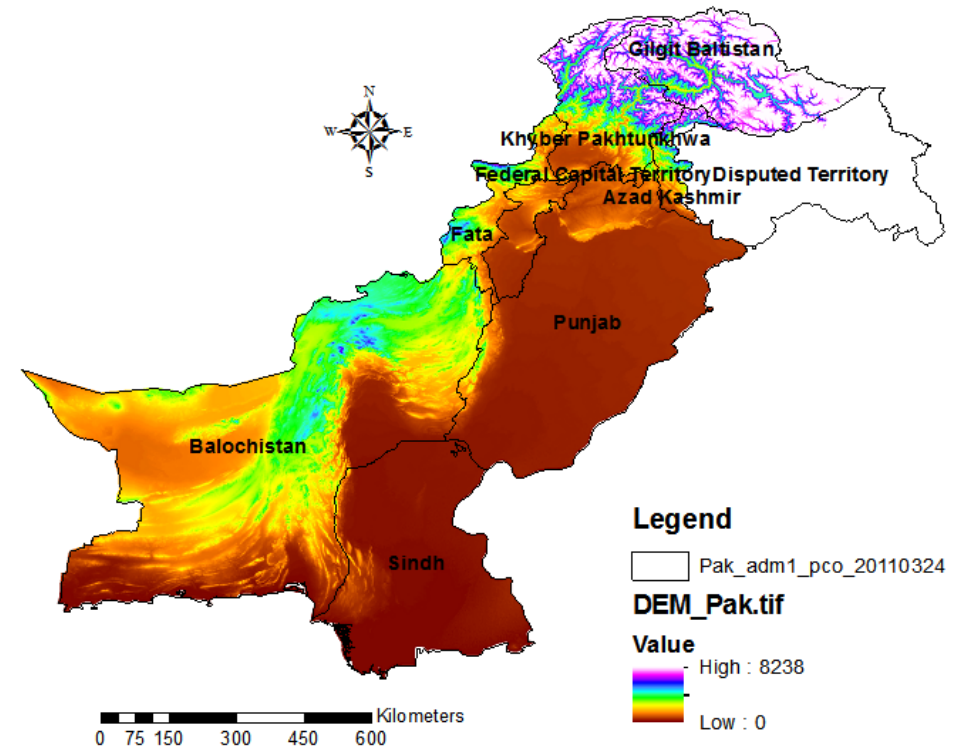 Gilgit Baltistan
N
W
E
S
Khyber Pakhtunkhwa
Federal Capital Territory
Disputed Territory
Azad Kashmir
Fata
Punjab
Balochistan
Sindh
Legend
Pak_adm1_pco_20110324
DEM_Pak.tif
Value
High : 8238
Low : 0
Kilometers
0 75 150 300 450 600